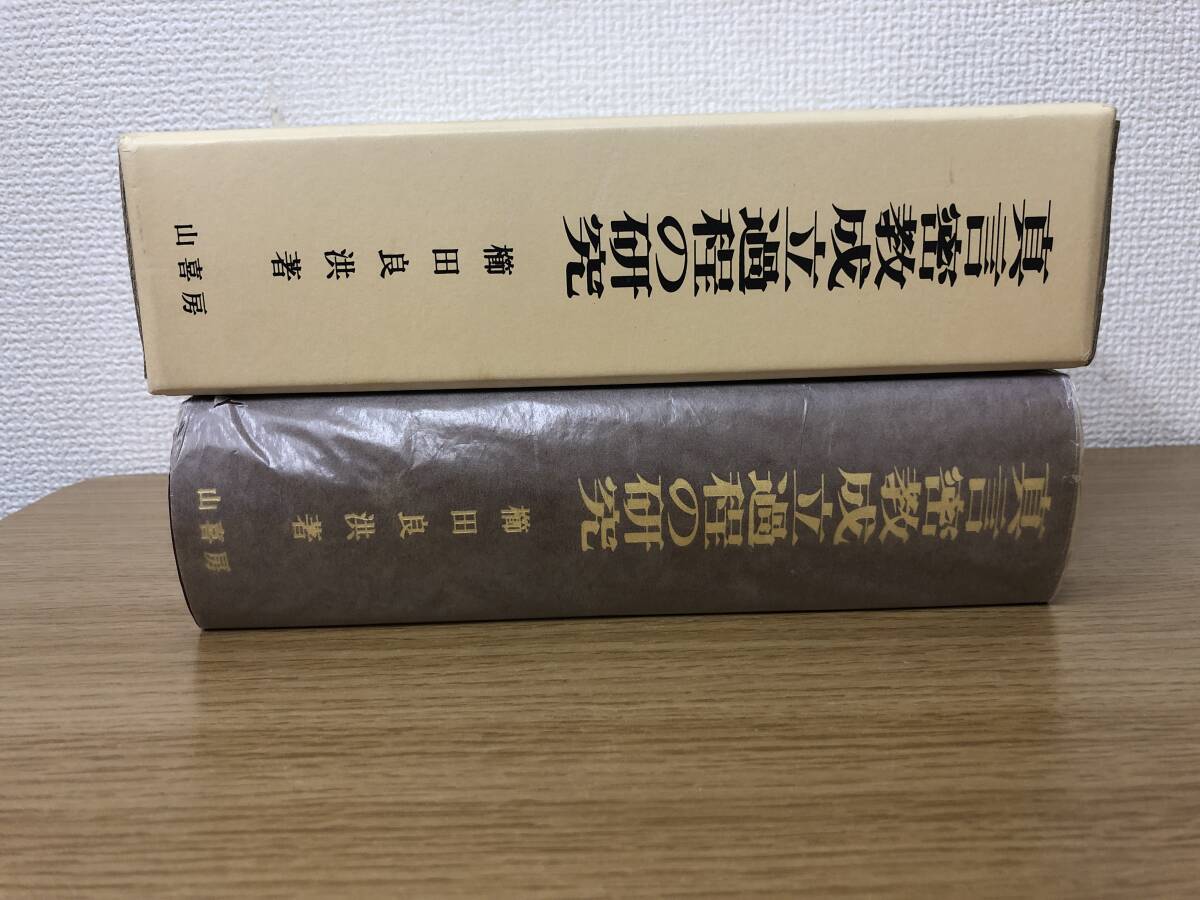 真言密教成立過程の研究
櫛田良洪著
山喜房
真言密教成立過程の研究
櫛田良洪著
山喜房